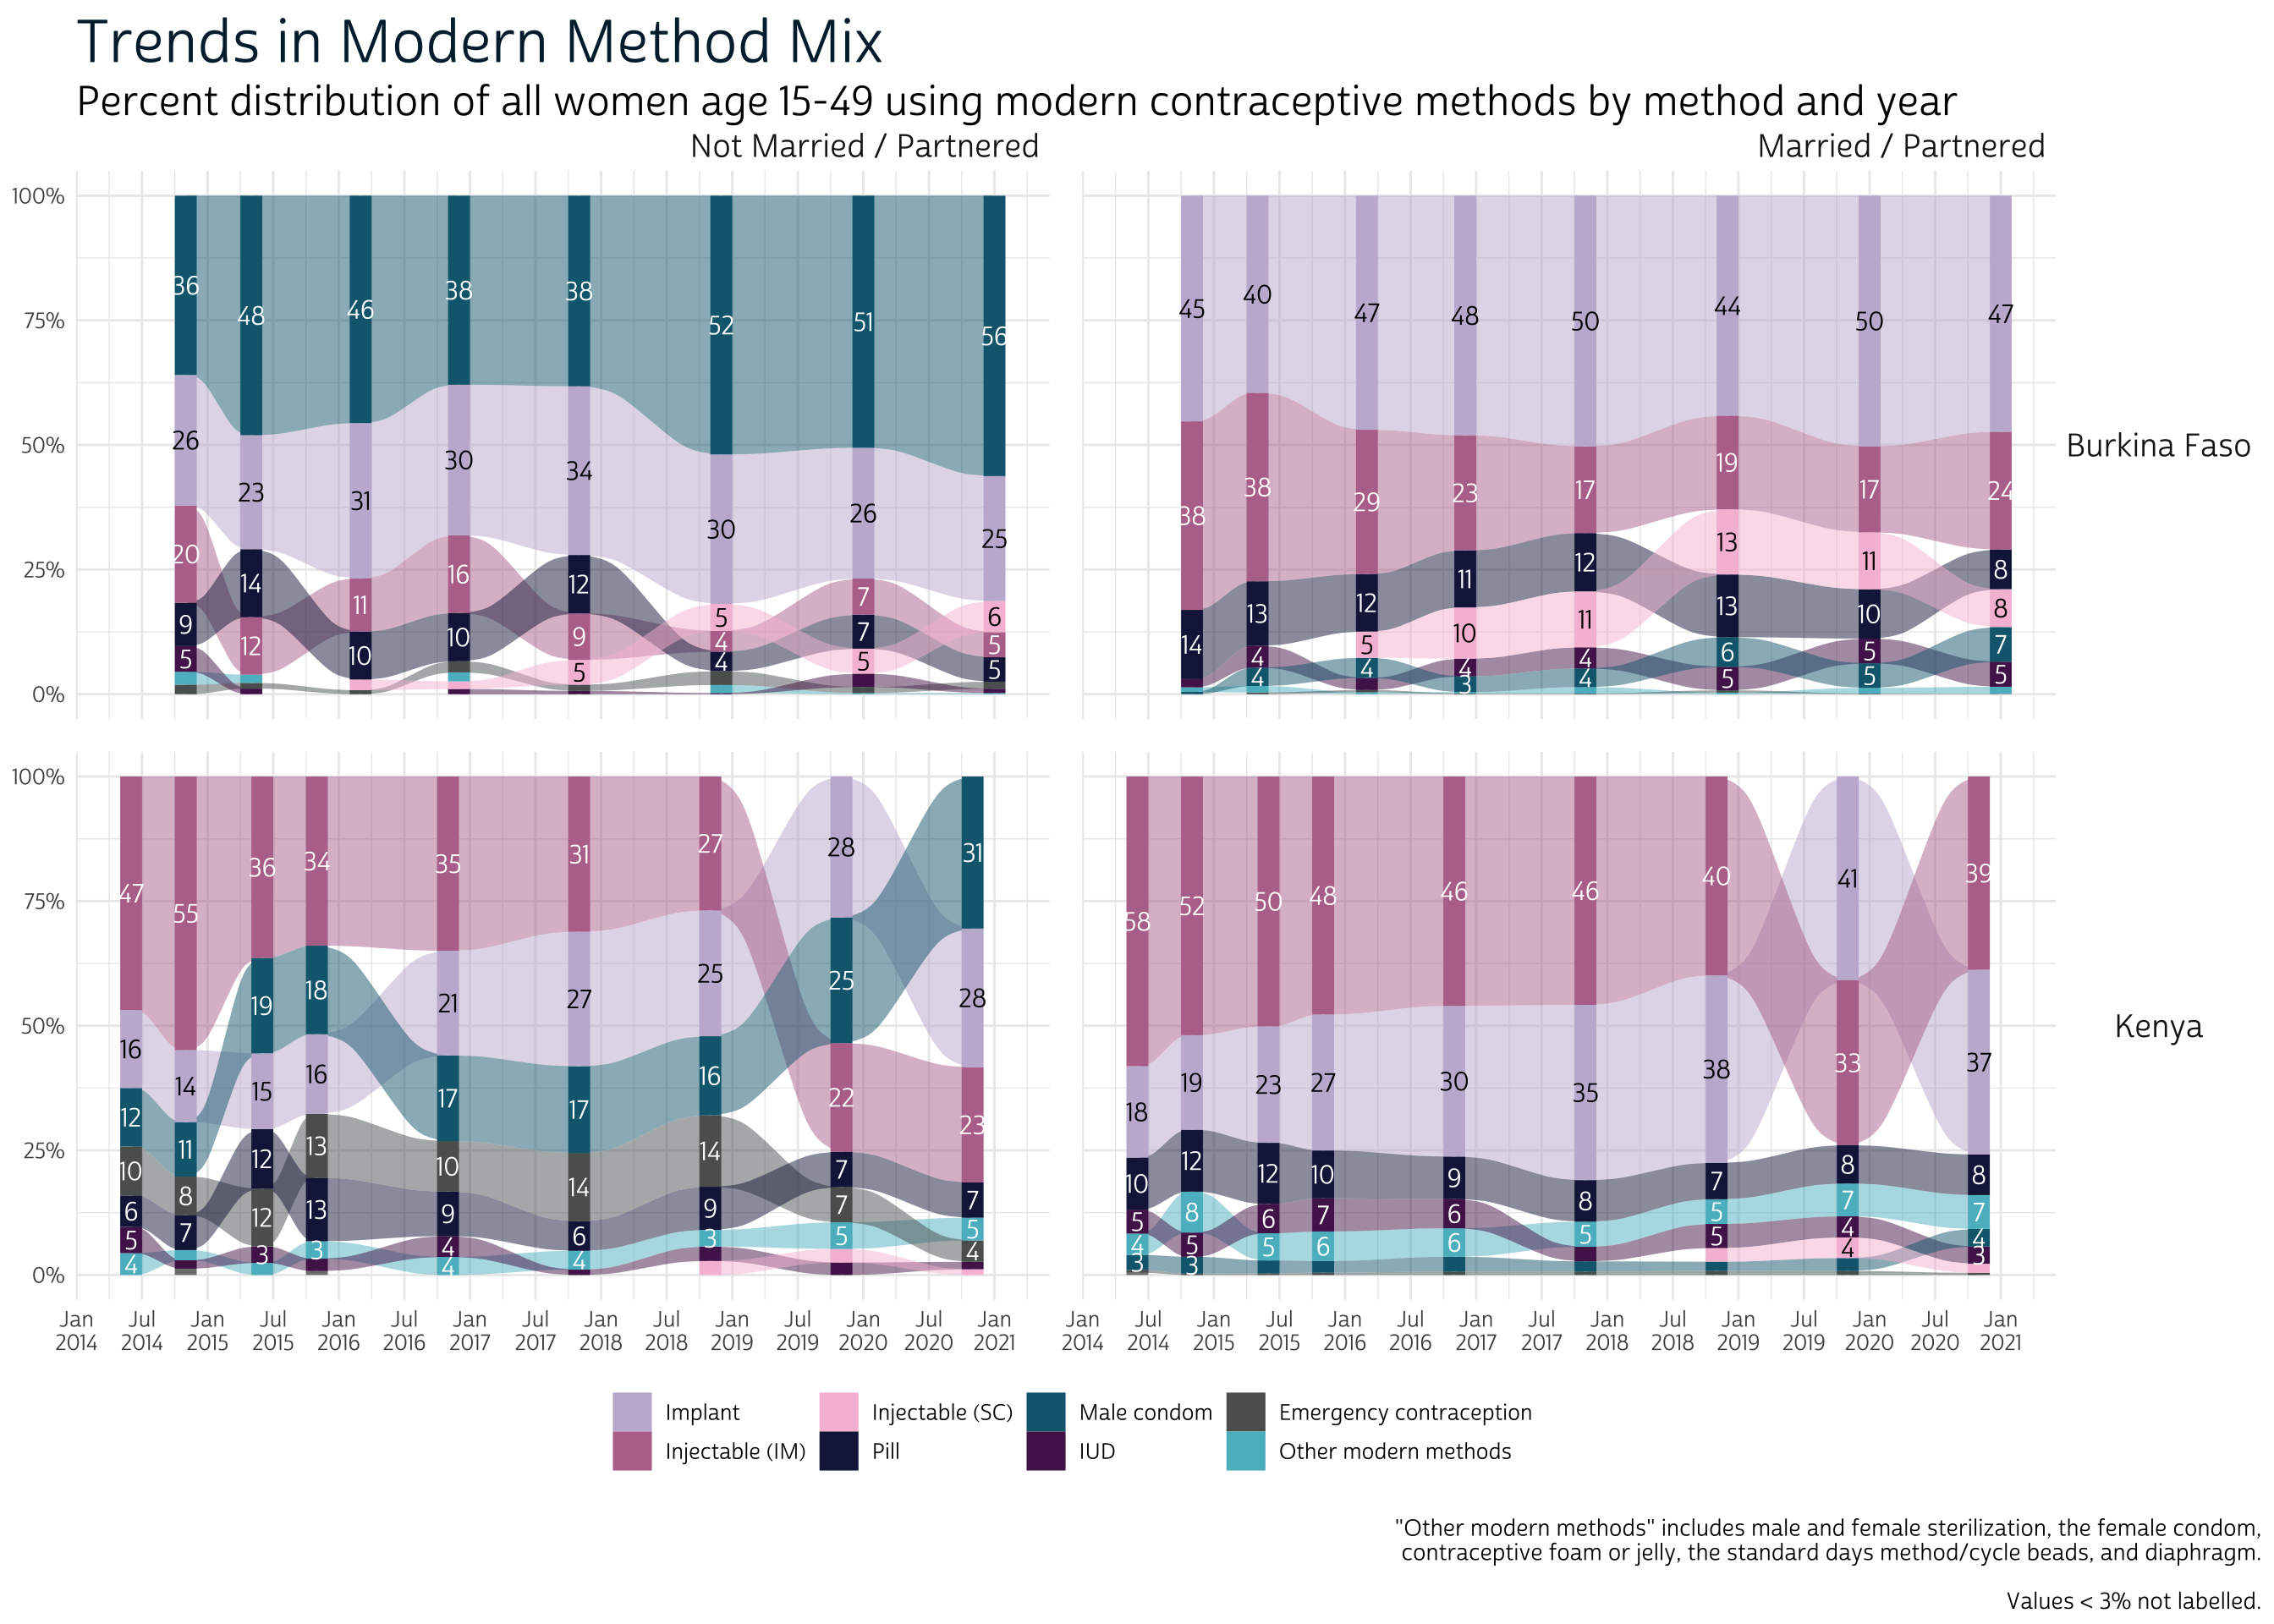 Trends in Modern Method Mix
Percent distribution of all women age 15-49 using modern contraceptive methods by method and year
Not Married / Partnered
Married / Partnered
100%
75%
50%
25%
0%
36 26 20 9 5
48 23 14 12
46 31 11 10
38 30 16 10
38 34 12 9 5
52 30 5 4 4
51 26 7 7 5
56 25 6 5 5
45 38 14
40 38 13 4 4
47 29 12 5 4
48 23 11 10 4 3
50 17 12 11 4 4
44 19 13 13 6 5
50 17 11 10 5 5
47 24 8 8 7 5
Burkina Faso
100%
75%
50%
25%
0%
47 16 12 10 6 5 4
55 14 11 8 7
36 19 15 12 12 3
34 18 16 13 13 3
35 21 17 10 9 4 4
31 27 17 14 6 4
27 25 16 14 9 3
28 25 22 7 7 5
31 28 23 7 5 4
58 18 10 5 4 3
52 19 12 8 5 3
50 23 12 6 5
48 27 10 7 6
46 30 9 6 6
46 35 8 5
40 38 7 5 5
41 33 8 7 4 4
39 37 8 7 4 3
Kenya
Jan Jul Jan Jul Jan Jul Jan Jul Jan Jul Jan Jul Jan Jul Jan
2014 2014 2015 2015 2016 2016 2017 2017 2018 2018 2019 2019 2020 2020 2021
Jan Jul Jan Jul Jan Jul Jan Jul Jan Jul Jan Jul Jan Jul Jan
2014 2014 2015 2015 2016 2016 2017 2017 2018 2018 2019 2019 2020 2020 2021
Implant Injectable (SC) Male condom Emergency contraception
Injectable (IM) Pill IUD Other modern methods
"Other modern methods" includes male and female sterilization, the female condom,
contraceptive foam or jelly, the standard days method/cycle beads, and diaphragm.
Values < 3% not labelled.